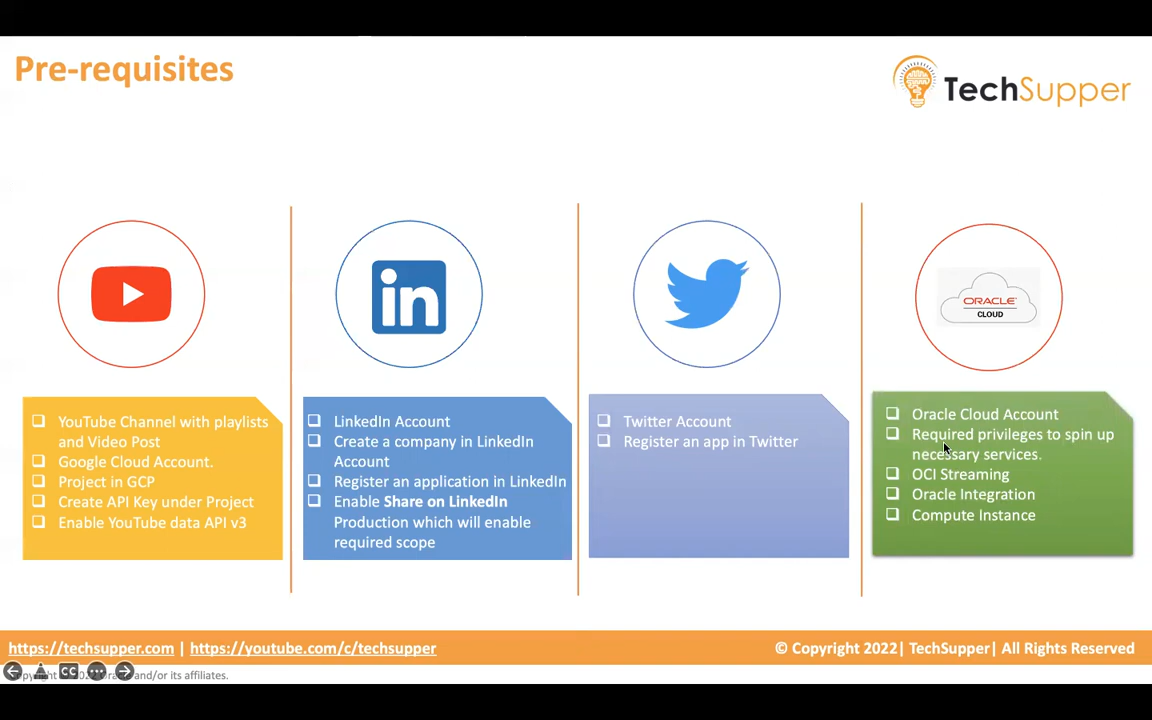 Pre-requisites
TechSupper
in
ORACLE
CLOUD
YouTube Channel with playlists
and Video Post
Google Cloud Account.
Project in GCP
Create API Key under Project
Enable YouTube data API v3
LinkedIn Account
Create a company in LinkedIn
Account
Register an application in LinkedIn
Enable Share on LinkedIn
Production which will enable
required scope
Twitter Account
Register an app in Twitter
Oracle Cloud Account
Required privileges to spin up
necessary services.
OCI Streaming
Oracle Integration
Compute Instance
https://techsupper.com | https://youtube.com/c/techsupper
© Copyright 2022| TechSupper| All Rights Reserved
CC
and/or its affiliates.